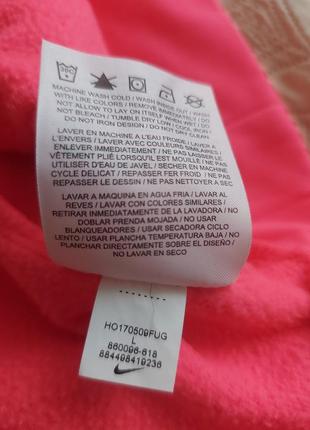 30C
MACHINE WASH COLD / WASH INSIDE OUT / WASH
WITH LIKE COLORS / REMOVE IMMEDIATELY / DO
NOT ALLOW TO LAY ON ITSELF WHEN WET / DO
NOT BLEACH / TUMBLE DRY LOW / COOL IRON /
DO NOT IRON DESIGN / DO NOT DRY CLEAN
LAVER EN MACHINE A L'EAU FROIDE / LAVER A
L'ENVERS / LAVER AVEC COULEURS SIMILAIRES /
ENLEVER IMMEDIATEMENT / NE PAS LAISSER LE
VÊTEMENT PLIÉ LORSQU'IL EST MOUILLÉ / NE PAS
UTILISER D'EAU DE JAVEL / SECHER EN MACHINE
CYCLE DELICAT / REPASSER FER FROID / NE PAS
REPASSER LE DESSIN / NE PAS NETTOYER A SEC
LAVAR A MAQUINA EN AGUA FRIA / LAVAR AL
REVES / LAVAR CON COLORES SIMILARES /
RETIRAR INMEDIATAMENTE DE LA LAVADORA / NO
DOBLAR PRENDA MOJADA / NO USAR
BLANQUEADORES / USAR SECADORA CICLO
LENTO / USAR PLANCHA TEMPERATURA BAJA / NO
PLANCHAR DIRECTAMENTE SOBRE EL DISEÑO /
NO LAVAR EN SECO
HO170509FUG
L
860096-618
884498419236